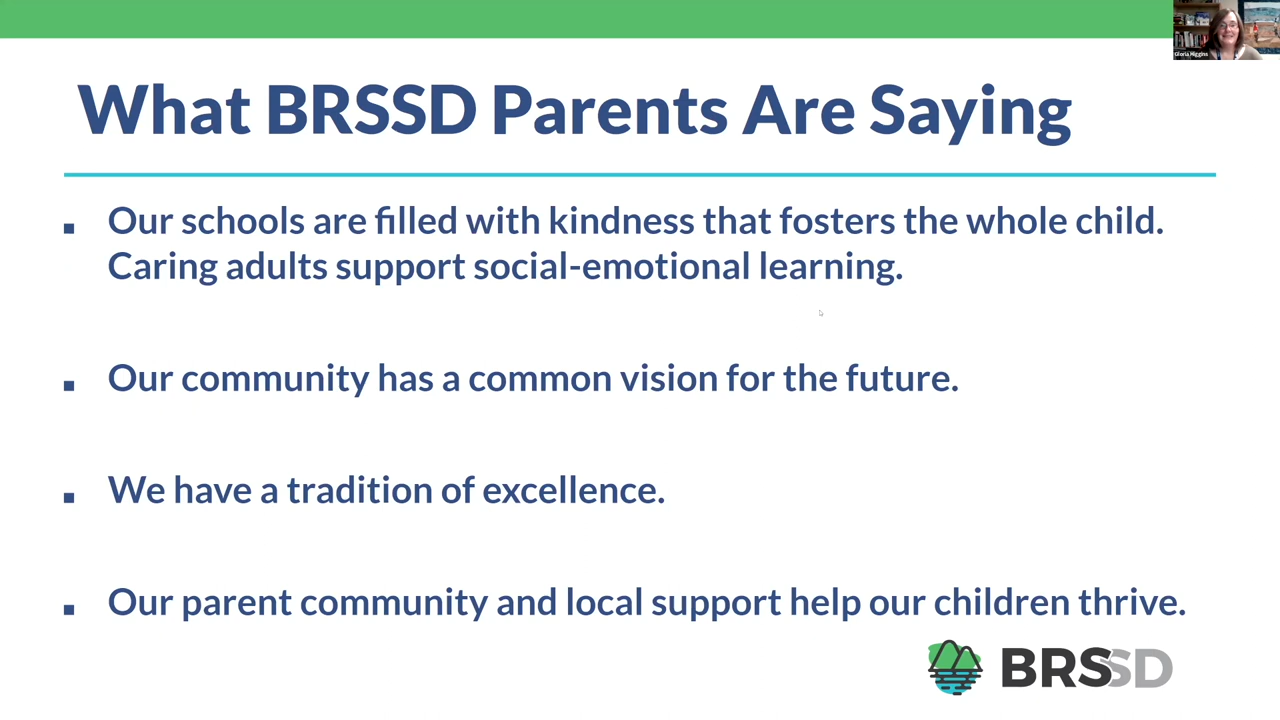 Gloria Higgins
What BRSSD Parents Are Saying
Our schools are filled with kindness that fosters the whole child.
Caring adults support social-emotional learning.
Our community has a common vision for the future.
We have a tradition of excellence.
Our parent community and local support help our children thrive.
BRSSD